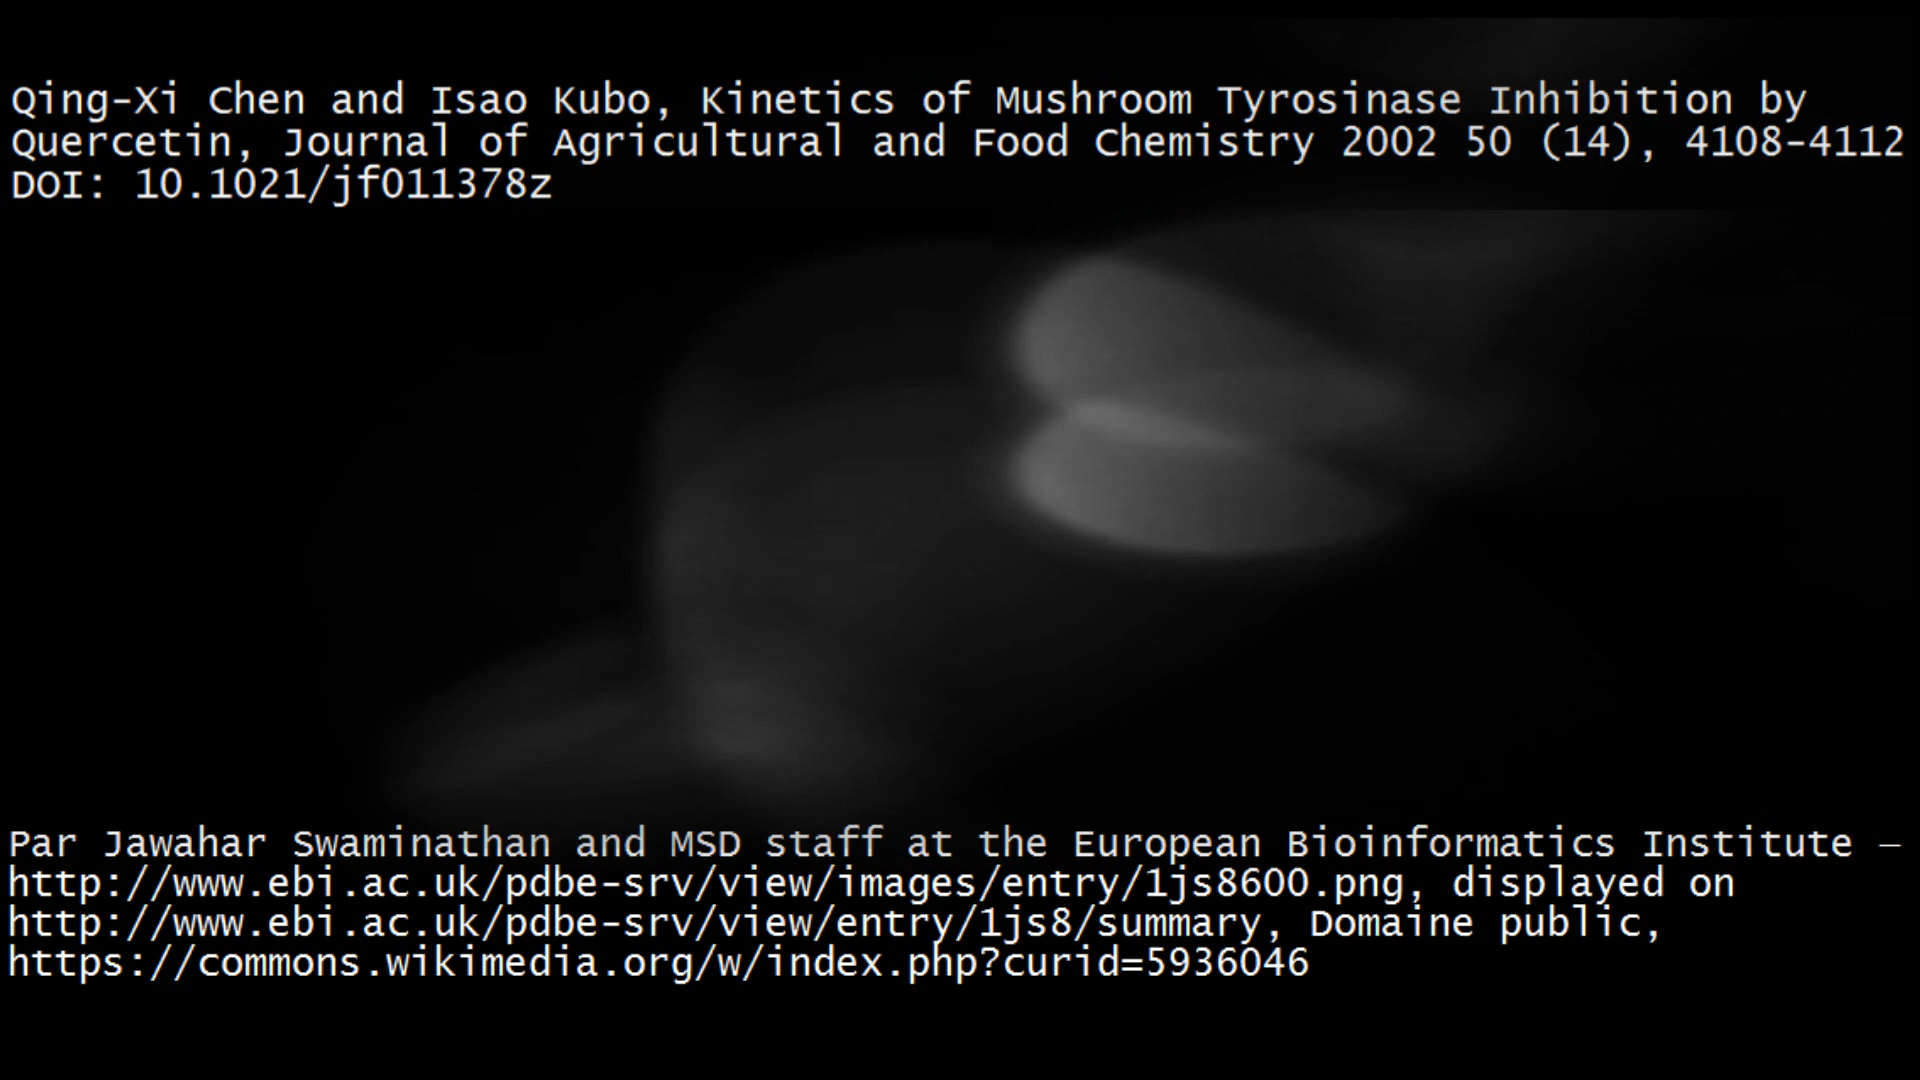 Qing-Xi Chen and Isao Kubo, Kinetics of Mushroom Tyrosinase Inhibition by
Quercetin, Journal of Agricultural and Food Chemistry 2002 50 (14), 4108-4112
DOI: 10.1021/jf011378z
Par Jawahar Swaminathan and MSD staff at the European Bioinformatics Institute —
http://www.ebi.ac.uk/pdbe-srv/view/images/entry/1js8600.png, displayed on
http://www.ebi.ac.uk/pdbe-srv/view/entry/1js8/summary, Domaine public,
https://commons.wikimedia.org/w/index.php?curid=5936046